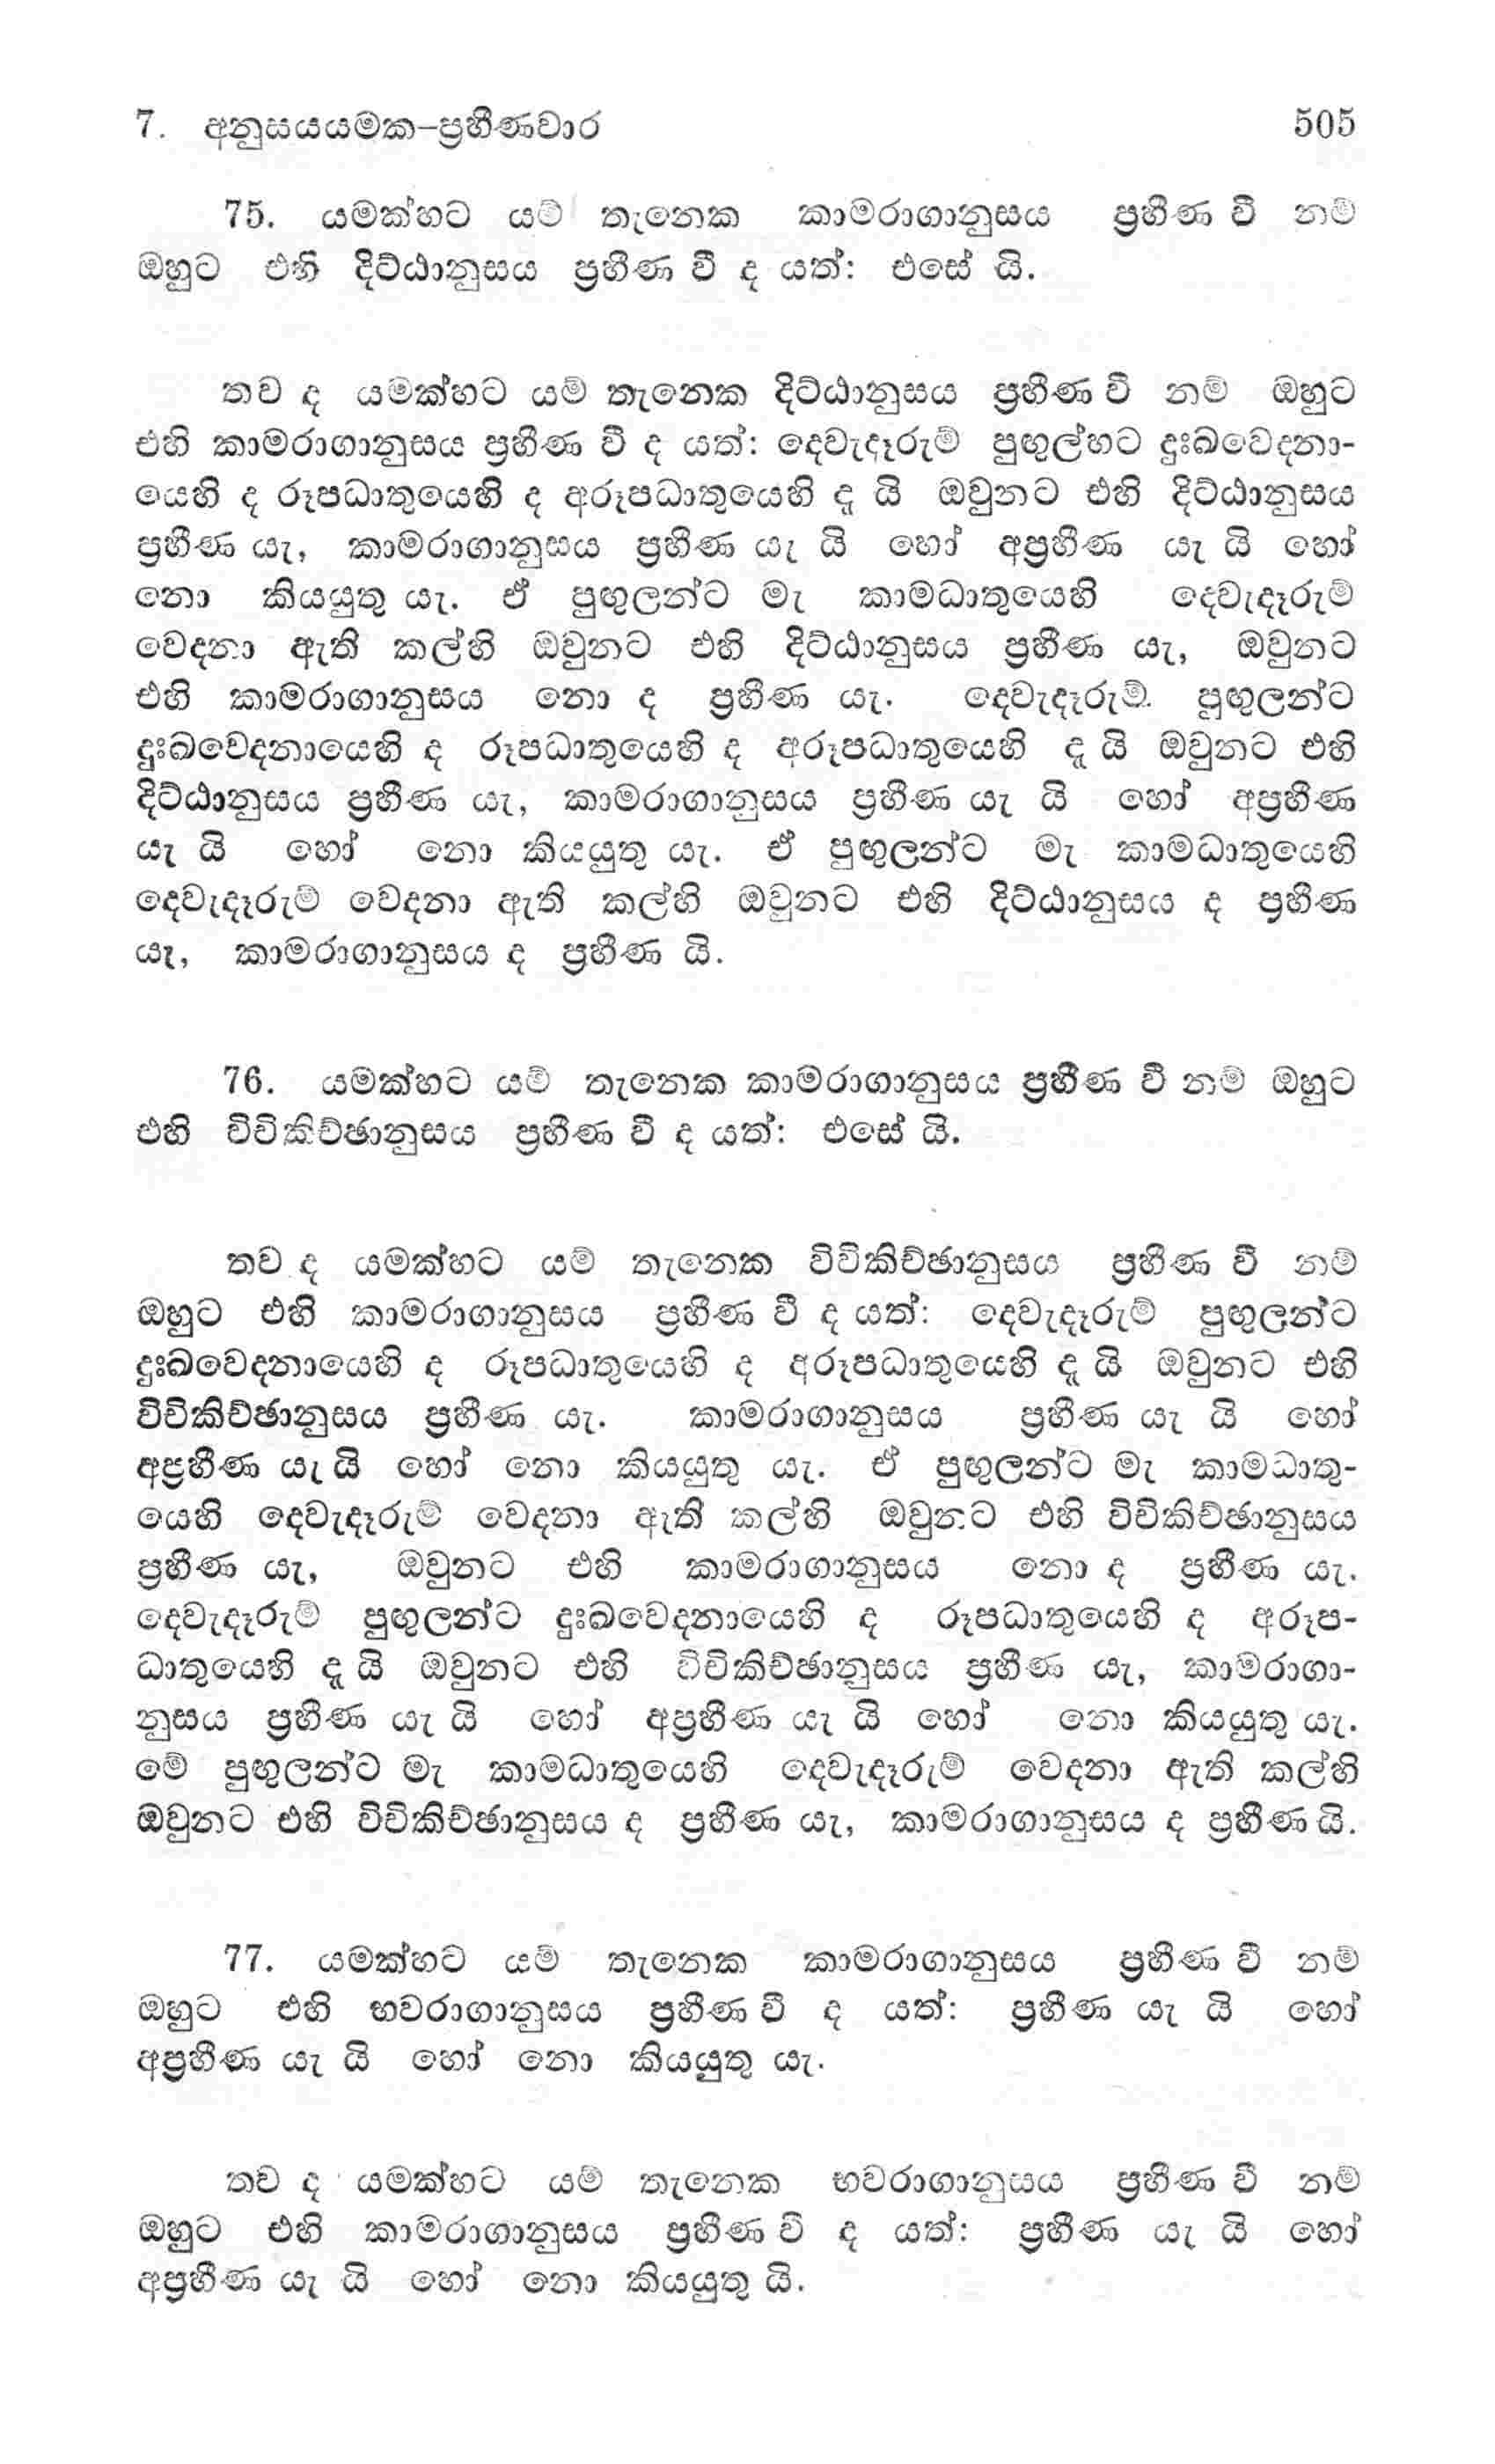 7. අනුසයයමක-ප්‍රහීණවාර 505
75. යමක්හට යම් තැනෙක කාමරාගානුසය ප්‍රහීණ වී නම්
ඔහුට එහි දිට්ඨානුසය ප්‍රහීණ වී ද යත්: එසේ යි.
තව ද යමක්හට යම් තැනෙක දිට්ඨානුසය ප්‍රහීණ වී නම් ඔහුට
එහි කාමරාගානුසය ප්‍රහීණ වී ද යත්: දෙවැදෑරුම් පුඟුල්හට දුඃඛවෙදනා-
යෙහි ද රූපධාතුයෙහි ද අරූපධාතුයෙහි දැ යි ඔවුනට එහි දිට්ඨානුසය
ප්‍රහීණ යැ, කාමරාගානුසය ප්‍රහීණ යැ යි හෝ අප්‍රහීණ යැ යි හෝ
නො කියයුතු යැ. ඒ පුඟුලන්ට මැ කාමධාතුයෙහි දෙවැදෑරුම්
වෙදනා ඇති කල්හි ඔවුනට එහි දිට්ඨානුසය ප්‍රහීණ යැ, ඔවුනට
එහි කාමරාගානුසය නො ද ප්‍රහීණ යැ. දෙවැදෑරුම් පුඟුලන්ට
දුඃඛවෙදනායෙහි ද රූපධාතුයෙහි ද අරූපධාතුයෙහි දැ යි ඔවුනට එහි
දිට්ඨානුසය ප්‍රහීණ යැ, කාමරාගානුසය ප්‍රහීණ යැ යි හෝ අප්‍රහීණ
යැ යි හෝ නො කියයුතු යැ. ඒ පුඟුලන්ට මැ කාමධාතුයෙහි
දෙවැදෑරුම් වෙදනා ඇති කල්හි ඔවුනට එහි දිට්ඨානුසය ද ප්‍රහීණ
යෑ, කාමරාගානුසය ද ප්‍රහීණ යි.
76. යමක්හට යම් තැනෙක කාමරාගානුසය ප්‍රහීණ වී නම් ඔහුට
එහි විචිකිච්ඡානුසය ප්‍රහීණ වී ද යත්: එසේ යි.
තව ද යමක්හට යම් තැනෙක විචිකිච්ඡානුසය ප්‍රහීණ වී නම්
ඔහුට එහි කාමරාගානුසය ප්‍රහීණ වී ද යත්: දෙවැදෑරුම් පුඟුලන්ට
දුඃඛවෙදනායෙහි ද රූපධාතුයෙහි ද අරූපධාතුයෙහි දැ යි ඔවුනට එහි
විචිකිච්ඡානුසය ප්‍රහීණ යැ. කාමරාගානුසය ප්‍රහීණ යැ යි හෝ
අප්‍රහීණ යැ යි හෝ නො කියයුතු යැ. ඒ පුඟුලන්ට මැ කාමධාතු-
යෙහි දෙවැදෑරුම් වෙදනා ඇති කල්හි ඔවුනට එහි විචිකිච්ඡානුසය
ප්‍රහීණ යැ, ඔවුනට එහි කාමරාගානුසය නො ද ප්‍රහීණ යැ.
දෙවැදෑරුම් පුඟුලන්ට දුඃඛවෙදනායෙහි ද රූපධාතුයෙහි ද අරූප-
ධාතුයෙහි දැ යි ඔවුනට එහි විචිකිච්ඡානුසය ප්‍රහීණ යැ, කාමරාගා-
නුසය ප්‍රහීණ යැ යි හෝ අප්‍රහීණ යැ යි හෝ නො කියයුතු යැ.
මේ පුඟුලන්ට මැ කාමධාතුයෙහි දෙවැදෑරුම් වෙදනා ඇති කල්හි
ඔවුනට එහි විචිකිච්ඡානුසය ද ප්‍රහීණ යැ, කාමරාගානුසය ද ප්‍රහීණ යි.
77. යමක්හට යම් තැනෙක කාමරාගානුසය ප්‍රහීණ වී නම්
ඔහුට එහි භවරාගානුසය ප්‍රහීණ වී ද යත්: ප්‍රහීණ යැ යි හෝ
අප්‍රහීණ යැ යි හෝ නො කියයුතු යැ.
තව ද යමක්හට යම් තැනෙක භවරාගානුසය ප්‍රහීණ වී නම්
ඔහුට එහි කාමරාගානුසය ප්‍රහීණ වී ද යත්: ප්‍රහීණ යැ යි හෝ
අප්‍රහීණ යැ යි හෝ නො කියයුතු යි.